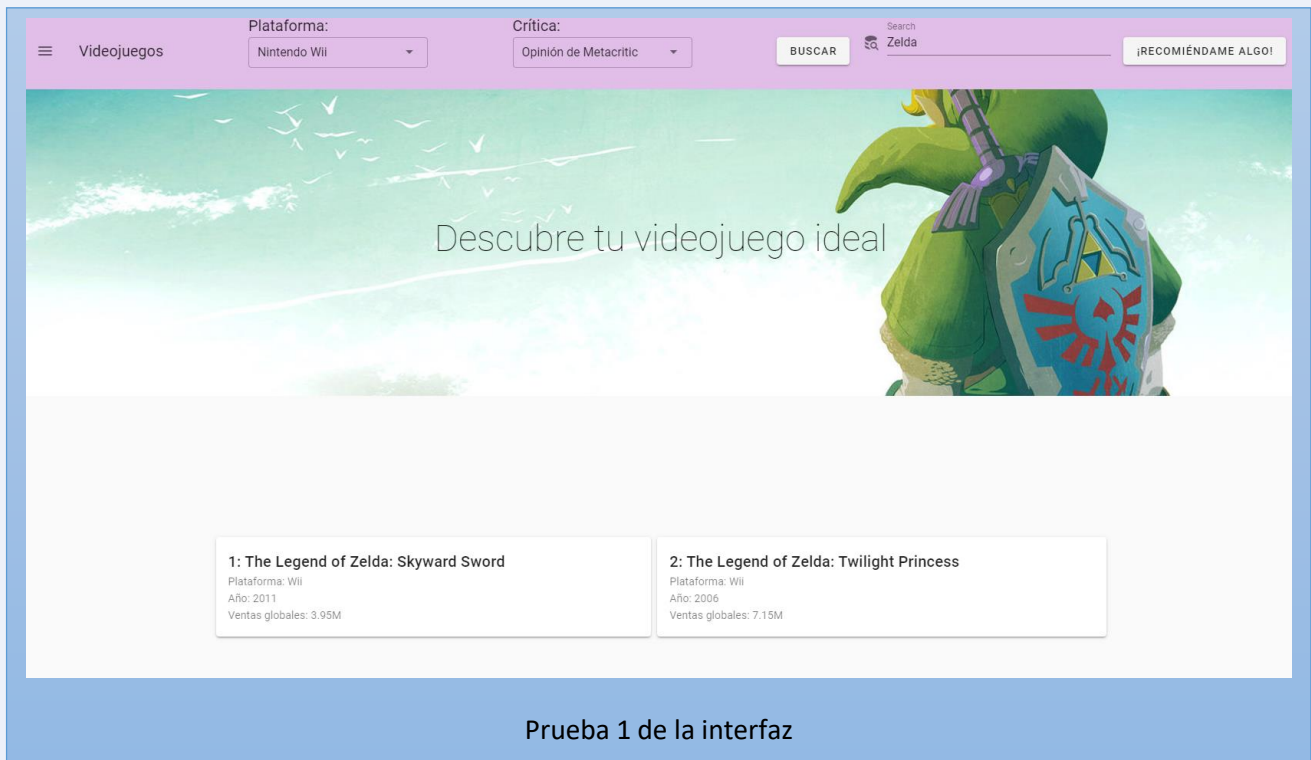 Plataforma:
Crítica:
Search
Videojuegos
Nintendo Wii
Opinión de Metacritic
BUSCAR
Zelda
¡RECOMIÉNDAME ALGO!
Descubre tu videojuego ideal
1: The Legend of Zelda: Skyward Sword
Plataforma: Wii
Año: 2011
Ventas globales: 3.95M
2: The Legend of Zelda: Twilight Princess
Plataforma: Wii
Año: 2006
Ventas globales: 7.15M
Prueba 1 de la interfaz